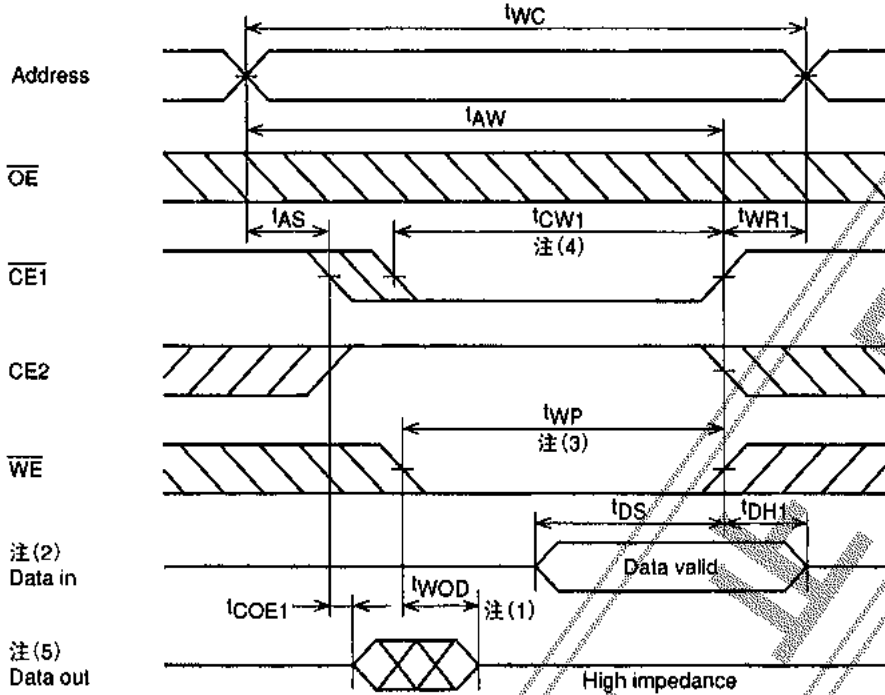 tWC
Address
tAW
OE
tAS
tCW1
tWR1
注(4)
CE1
CE2
tWP
注(3)
WE
tDS
tDH1
注(2)
Data in
Data valid
tCOE1
tWOD
注(1)
注(5)
Data out
High impedance